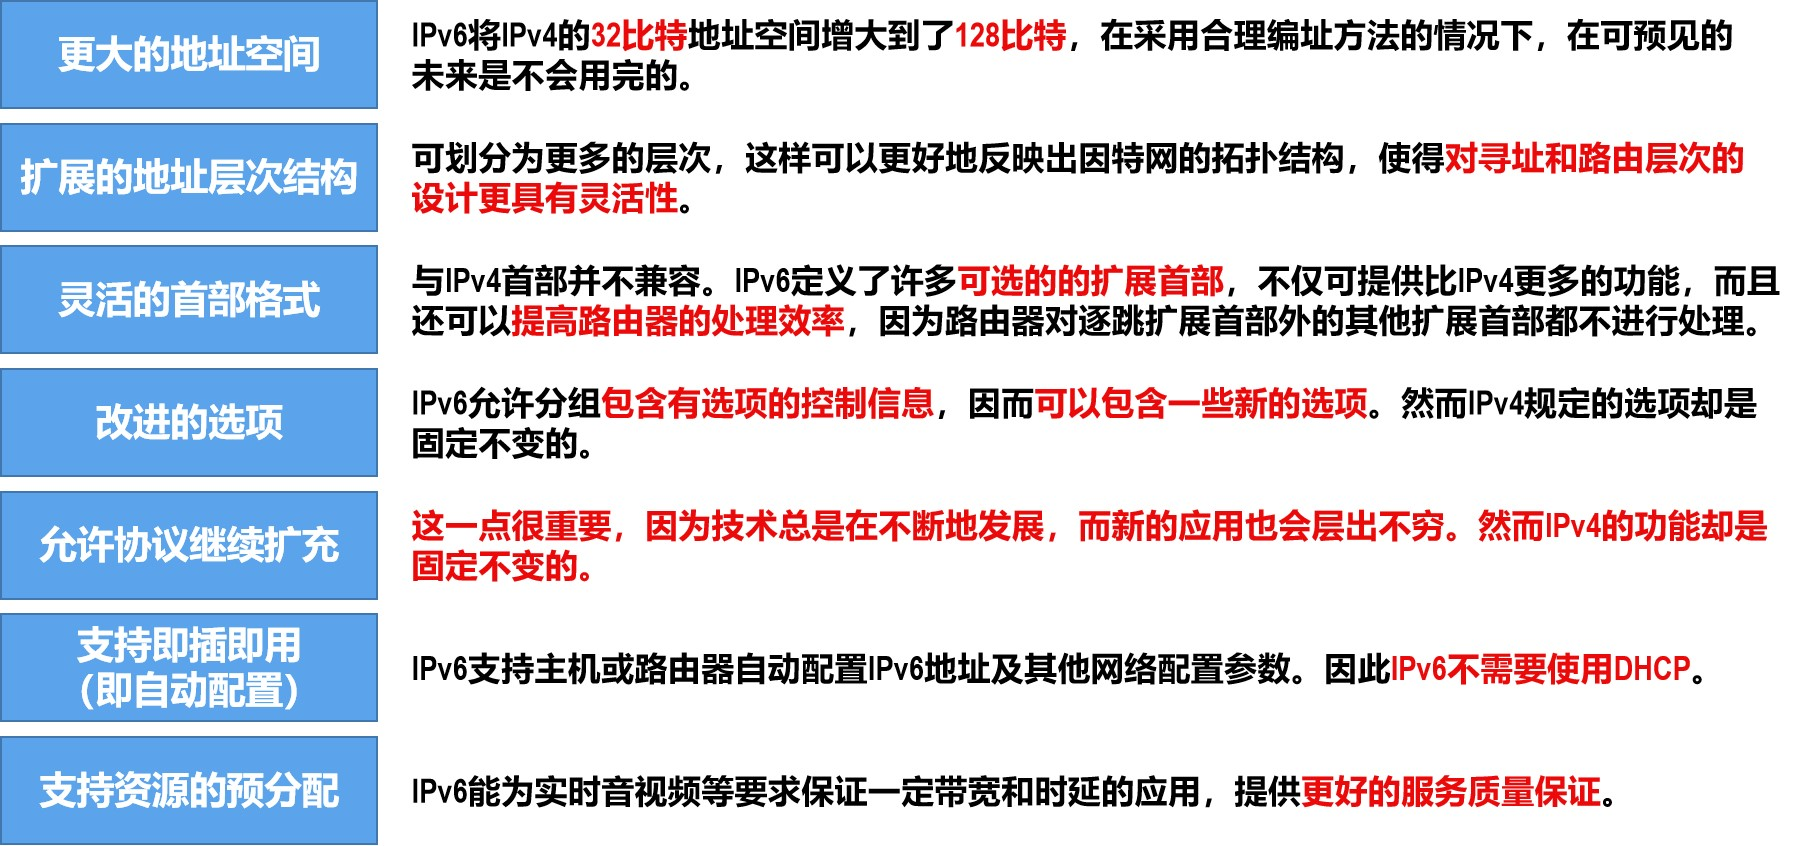 更大的地址空间
IPv6将IPv4的32比特地址空间增大到了128比特，在采用合理编址方法的情况下，在可预见的
未来是不会用完的。
扩展的地址层次结构
可划分为更多的层次，这样可以更好地反映出因特网的拓扑结构，使得对寻址和路由层次的
设计更具有灵活性。
灵活的首部格式
与IPv4首部并不兼容。IPv6定义了许多可选的的扩展首部，不仅可提供比IPv4更多的功能，而且
还可以提高路由器的处理效率，因为路由器对逐跳扩展首部外的其他扩展首部都不进行处理。
改进的选项
IPv6允许分组包含有选项的控制信息，因而可以包含一些新的选项。然而IPv4规定的选项却是
固定不变的。
允许协议继续扩充
这一点很重要，因为技术总是在不断地发展，而新的应用也会层出不穷。然而IPv4的功能却是
固定不变的。
支持即插即用
（即自动配置）
IPv6支持主机或路由器自动配置IPv6地址及其他网络配置参数。因此IPv6不需要使用DHCP。
支持资源的预分配
IPv6能为实时音视频等要求保证一定带宽和时延的应用，提供更好的服务质量保证。